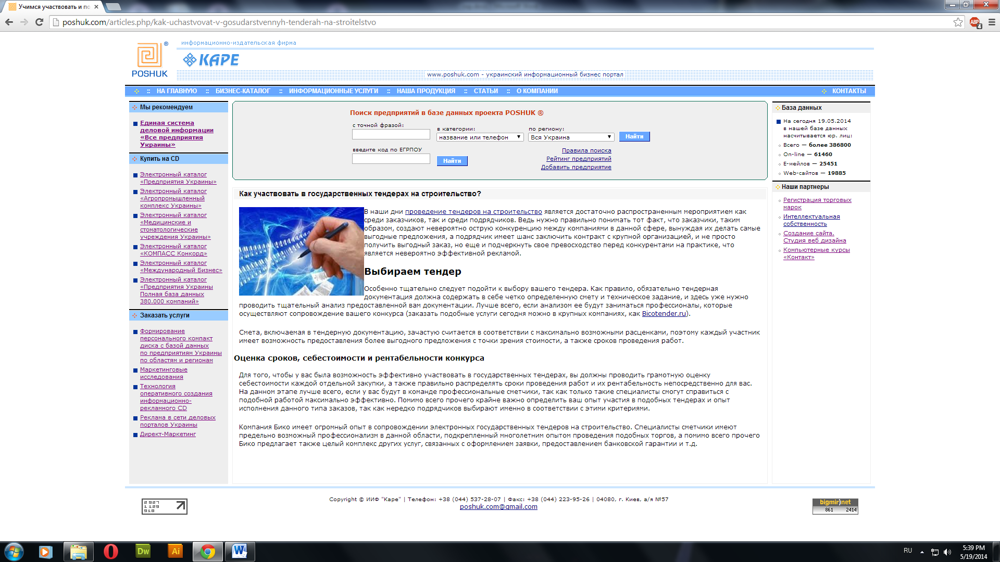 Учимся участвовать и по
poshuk.com/articles.php/kak-uchastvovat-v-gosudarstvennyh-tenderah-na-stroitelstvo
ABP
4
POSHUK
®
информационно-издательская фирма
КАРЕ
www.poshuk.com - украинский информационный бизнес портал
:: НА ГЛАВНУЮ :: БИЗНЕС-КАТАЛОГ :: ИНФОРМАЦИОННЫЕ УСЛУГИ :: НАША ПРОДУКЦИЯ :: СТАТЬИ :: О КОМПАНИИ
КОНТАКТЫ
Мы рекомендуем
Единая система
деловой информации
«Все предприятия
Украины»
Купить на CD
Электронный каталог
«Предприятия Украины»
Электронный каталог
«Агропромышленный
комплекс Украины»
Электронный каталог
«Медицинские и
стоматологические
учреждения Украины»
Электронный каталог
«КОМПАСС Конкорд»
Электронный каталог
«Международный Бизнес»
Электронный каталог
«Предприятия Украины
Полная база данных
380.000 компаний»
Заказать услуги
Формирование
персонального компакт
диска с базой данных
по предприятиям Украины
по областям и регионам
Маркетинговые
исследования
Технология
оперативного создания
информационно-
рекламного CD
Реклама в сети деловых
порталов Украины
Директ-Маркетинг
Поиск предприятий в базе данных проекта POSHUK ®
с точной фразой:
в категории:
по региону:
название или телефон
Вся Украина
Найти
введите код по ЕГРПОУ
Найти
Правила поиска
Рейтинг предприятий
Добавить предприятие
Как участвовать в государственных тендерах на строительство?
В наши дни проведение тендеров на строительство является достаточно распространенным мероприятием как
среди заказчиков, так и среди подрядчиков. Ведь нужно правильно понимать тот факт, что заказчики, таким
образом, создают невероятно острую конкуренцию между компаниями в данной сфере, вынуждая их делать самые
выгодные предложения, а подрядчик имеет шанс заключить контракт с крупной организацией, и не просто
получить выгодный заказ, но еще и подчеркнуть свое превосходство перед конкурентами на практике, что
является невероятно эффективной рекламой.
Выбираем тендер
Особенно тщательно следует подойти к выбору вашего тендера. Как правило, обязательно тендерная
документация должна содержать в себе четко определенную смету и техническое задание, и здесь уже нужно
проводить тщательный анализ предоставленной вам документации. Лучше всего, если анализом ее будут заниматься профессионалы, которые
осуществляют сопровождение вашего конкурса (заказать подобные услуги сегодня можно в крупных компаниях, как Bicotender.ru).
Смета, включаемая в тендерную документацию, зачастую считается в соответствии с максимально возможными расценками, поэтому каждый участник
имеет возможность предоставления более выгодного предложения с точки зрения стоимости, а также сроков проведения работ.
Оценка сроков, себестоимости и рентабельности конкурса
Для того, чтобы у вас была возможность эффективно участвовать в государственных тендерах, вы должны проводить грамотную оценку
себестоимости каждой отдельной закупки, а также правильно распределять сроки проведения работ и их рентабельность непосредственно для вас.
На данном этапе лучше всего, если у вас будут в команде профессиональные сметчики, так как только такие специалисты смогут справиться с
подобной работой максимально эффективно. Помимо всего прочего крайне важно определить ваш опыт участия в подобных тендерах и опыт
исполнения данного типа заказов, так как нередко подрядчиков выбирают именно в соответствии с этими критериями.
Компания Бико имеет огромный опыт в сопровождении электронных государственных тендеров на строительство. Специалисты сметчики имеют
предельно возможный профессионализм в данной области, подкрепленный многолетним опытом проведения подобных торгов, а помимо всего прочего
Бико предлагает также целый комплекс других услуг, связанных с оформлением заявки, предоставлением банковской гарантии и т.д.
База данных
На сегодня 19.05.2014
в нашей базе данных
насчитывается юр. лиц:
Всего — более 386800
On-line — 61460
Е-мейлов — 25451
Web-сайтов — 19885
Наши партнеры
Регистрация торговых
марок
Интеллектуальная
собственность
Создание сайта.
Студия веб дизайна
Компьютерные курсы
«Контакт»
2927
1129
918
Copyright © ИИФ "Каре" | Телефон: +38 (044) 537-28-07 | Факс: +38 (044) 223-95-26 | 04080, г. Киев, а/я №57
poshuk.com@gmail.com
bigmir)net
861 2414
Dw
Ai
W
RU
5:39 PM
5/19/2014